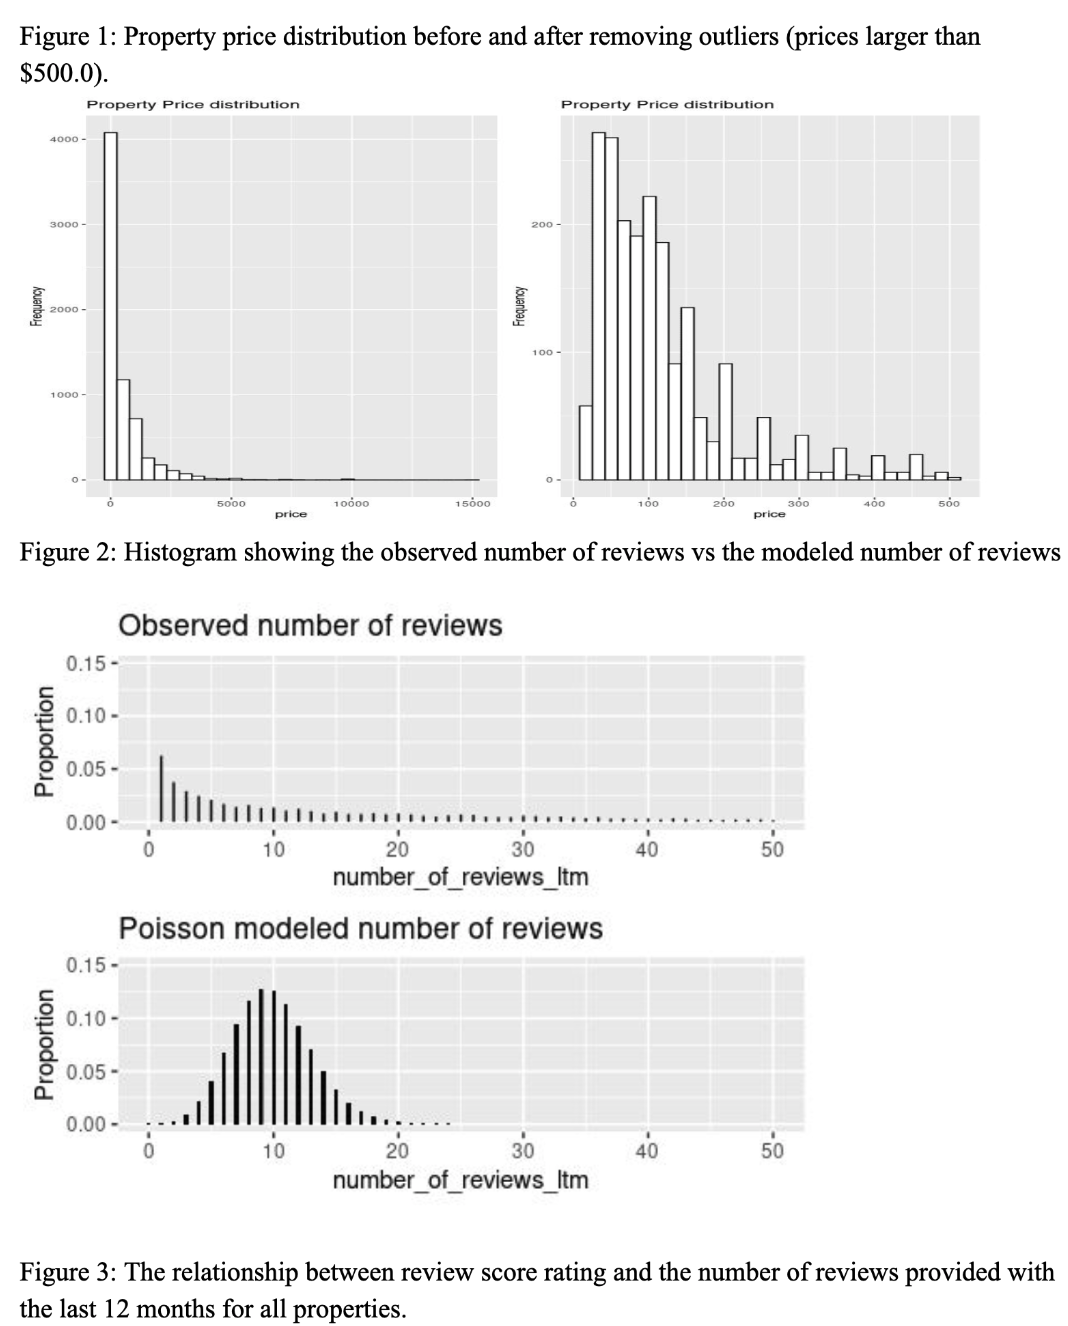 Figure 1: Property price distribution before and after removing outliers (prices larger than
$500.0).
Property Price distribution
Frequency
4000
3000
2000
1000
0
0 5000 10000 15000
price
Property Price distribution
Frequency
200
100
0
0 100 200 300 400 500
price
Figure 2: Histogram showing the observed number of reviews vs the modeled number of reviews
Observed number of reviews
Proportion
0.15
0.10
0.05
0.00
0 10 20 30 40 50
number_of_reviews_ltm
Poisson modeled number of reviews
Proportion
0.15
0.10
0.05
0.00
0 10 20 30 40 50
number_of_reviews_ltm
Figure 3: The relationship between review score rating and the number of reviews provided with
the last 12 months for all properties.